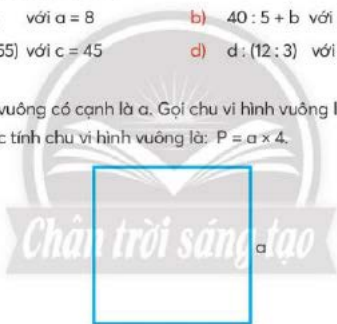 với a = 8 b) 40 : 5 + b với
55) với c = 45 d) d : (12 : 3) với
vuông có cạnh là a. Gọi chu vi hình vuông
tính chu vi hình vuông là: P = a × 4.
Chân trời sáng tạo
a